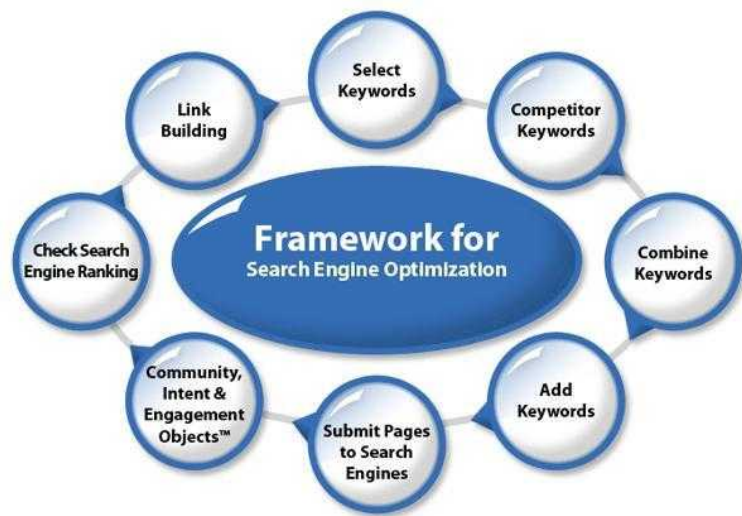 Select
Keywords
Competitor
Keywords
Combine
Keywords
Add
Keywords
Submit Pages
to Search
Engines
Community,
Intent &
Engagement
Objects™
Check Search
Engine Ranking
Link
Building
Framework for
Search Engine Optimization